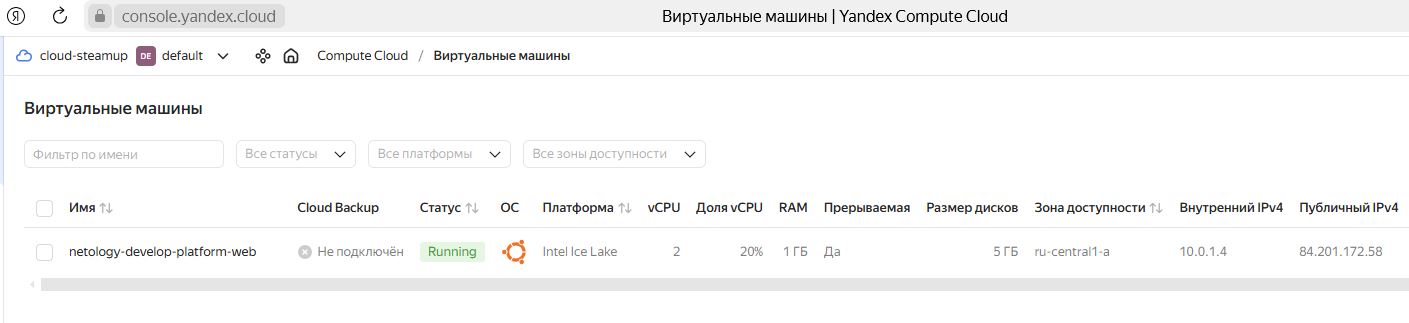 Я console.yandex.cloud Виртуальные машины | Yandex Compute Cloud
cloud-steamup DE default Compute Cloud / Виртуальные машины
Виртуальные машины
Фильтр по имени Все статусы Все платформы Все зоны доступности
Имя Cloud Backup Статус ОС Платформа vCPU Доля vCPU RAM Прерываемая Размер дисков Зона доступности Внутренний IPv4 Публичный IPv4
netology-develop-platform-web Не подключён Running Intel Ice Lake 2 20% 1 ГБ Да 5 ГБ ru-central1-a 10.0.1.4 84.201.172.58